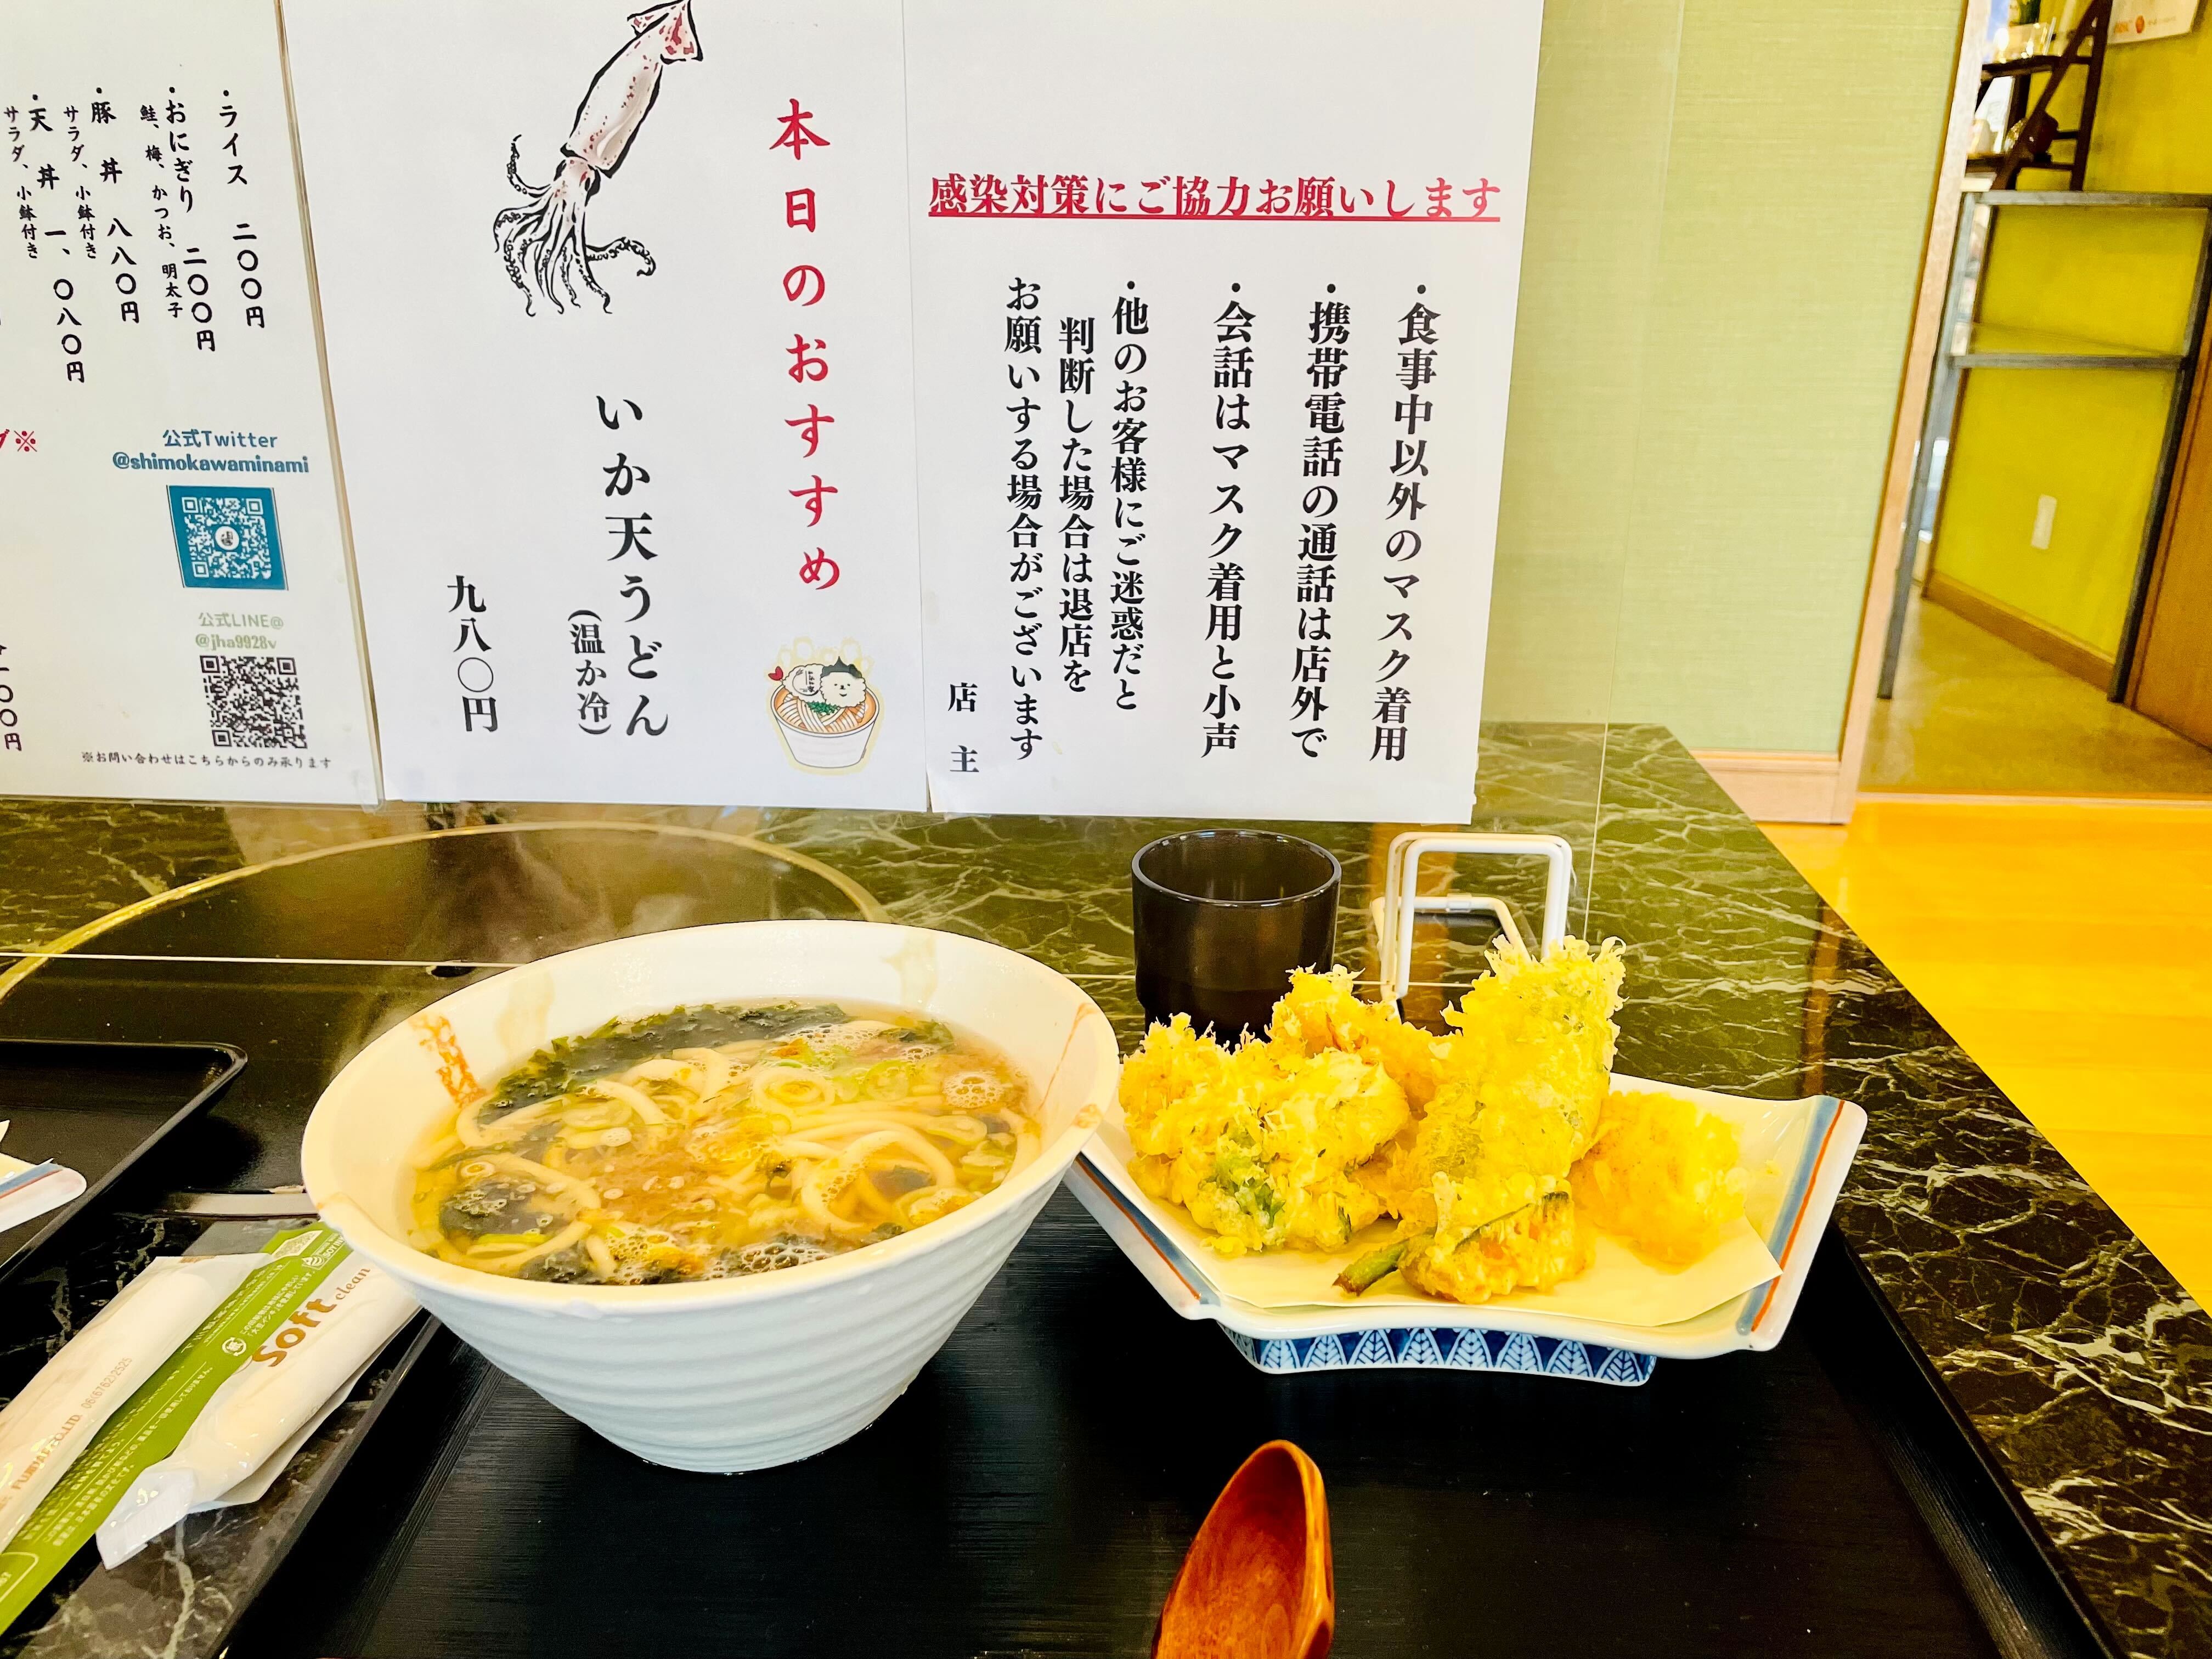 感染対策にご協力お願いします
・食事中以外のマスク着用
・携帯電話の通話は店外で
・会話はマスク着用と小声
・他のお客様にご迷惑だと
判断した場合は退店を
お願いする場合がございます
店主
本日のおすすめ
いか天うどん
(温か冷)
九八〇円
・ライス 二〇〇円
・おにぎり 二〇〇円
鮭、梅、かつお、明太子
・豚丼 八八〇円
サラダ、小鉢付き
・天丼 一、〇八〇円
サラダ、小鉢付き
公式Twitter
@shimokawaminami
公式LINE@
@jha9928v
※お問い合わせはこちらからのみ承ります
Soft clean
06(6762)2525